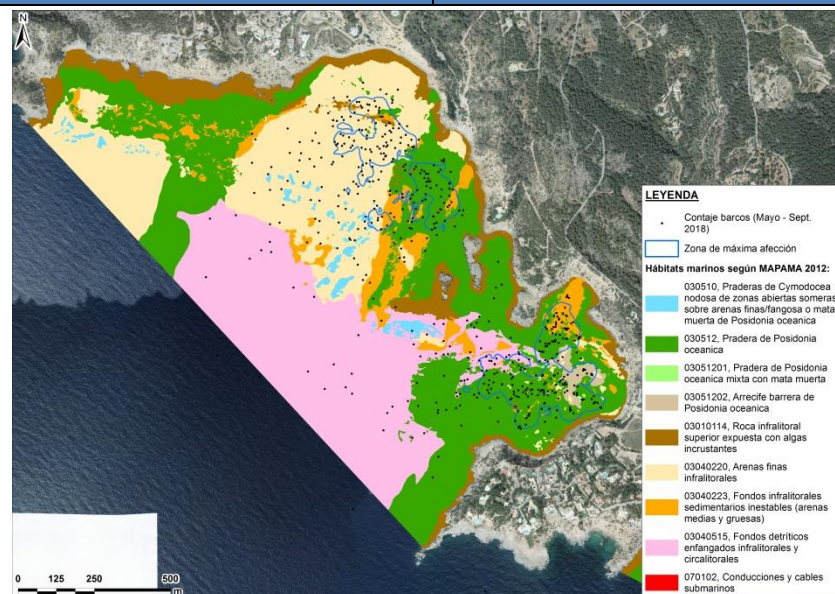 N
LEYENDA
Contaje barcos (Mayo - Sept.
2018)
Zona de máxima afección
Hábitats marinos según MAPAMA 2012:
030510, Praderas de Cymodocea
nodosa de zonas abiertas someras
sobre arenas finas/fangosa o mata
muerta de Posidonia oceanica
030512, Pradera de Posidonia
oceanica
03051201, Pradera de Posidonia
oceanica mixta con mata muerta
03051202, Arrecife barrera de
Posidonia oceanica
03010114, Roca infralitoral
superior expuesta con algas
incrustantes
03040220, Arenas finas
infralitorales
03040223, Fondos infralitorales
sedimentarios inestables (arenas
medias y gruesas)
03040515, Fondos detríticos
enfangados infralitorales y
circalitorales
070102, Conducciones y cables
submarinos
0 125 250 500
m